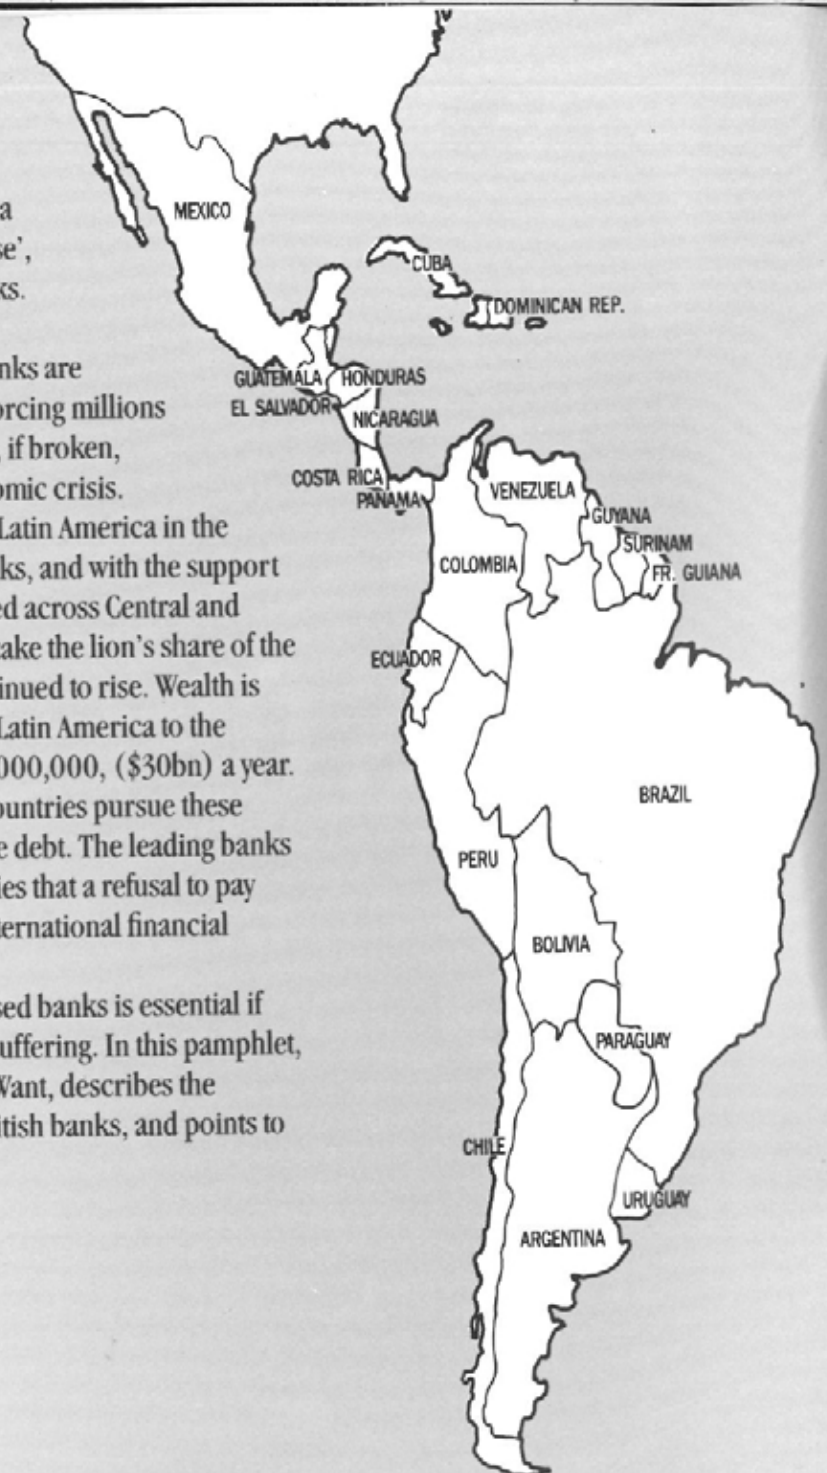 a
se',
ks.
nks are
orcing millions
, if broken,
omic crisis.
Latin America in the
ks, and with the support
ed across Central and
take the lion's share of the
tinued to rise. Wealth is
Latin America to the
000,000, ($30bn) a year.
ountries pursue these
e debt. The leading banks
ies that a refusal to pay
ternational financial
sed banks is essential if
uffering. In this pamphlet,
Want, describes the
itish banks, and points to
MEXICO
CUBA
DOMINICAN REP.
GUATEMALA
HONDURAS
EL SALVADOR
NICARAGUA
COSTA RICA
PANAMA
VENEZUELA
GUYANA
SURINAM
FR. GUIANA
COLOMBIA
ECUADOR
BRAZIL
PERU
BOLIVIA
PARAGUAY
CHILE
URUGUAY
ARGENTINA